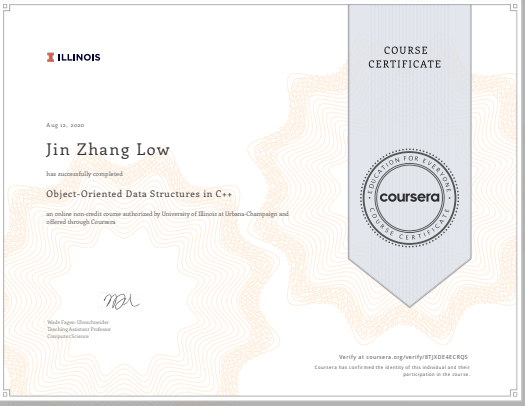 ILLINOIS
COURSE
CERTIFICATE
Aug 12, 2020
Jin Zhang Low
has successfully completed
Object-Oriented Data Structures in C++
an online non-credit course authorized by University of Illinois at Urbana-Champaign and
offered through Coursera
EDUCATION FOR EVERYONE
coursera
COURSE CERTIFICATE
Wade Fagen-Ulmschneider
Teaching Assistant Professor
Computer Science
Verify at coursera.org/verify/8TJXDE4ECRQS
Coursera has confirmed the identity of this individual and their
participation in the course.